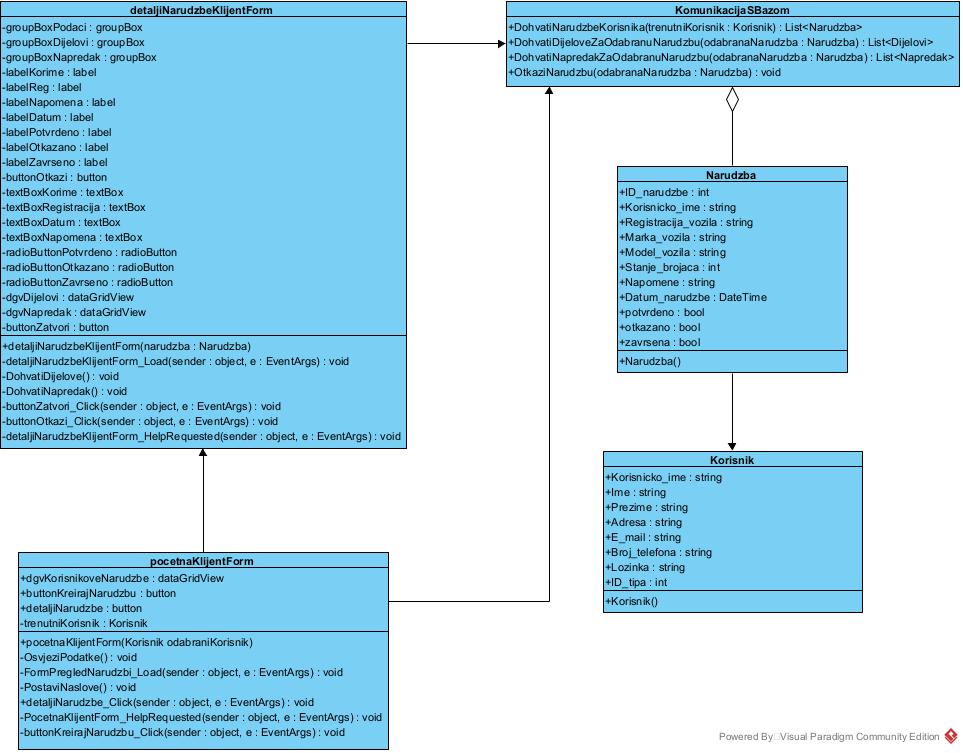 detaljiNarudzbeKlijentForm
-groupBoxPodaci : groupBox
-groupBoxDijelovi : groupBox
-groupBoxNapredak : groupBox
-labelKorime : label
-labelReg : label
-labelNapomena : label
-labelDatum : label
-labelPotvrdeno : label
-labelOtkazano : label
-labelZavrseno : label
-buttonOtkazi : button
-textBoxKorime : textBox
-textBoxRegistracija : textBox
-textBoxDatum : textBox
-textBoxNapomena : textBox
-radioButtonPotvrdeno : radioButton
-radioButtonOtkazano : radioButton
-radioButtonZavrseno : radioButton
-dgvDijelovi : dataGridView
-dgvNapredak : dataGridView
-buttonZatvori : button
+detaljiNarudzbeKlijentForm(narudzba : Narudzba)
-detaljiNarudzbeKlijentForm_Load(sender : object, e : EventArgs) : void
-DohvatiDijelove() : void
-DohvatiNapredak() : void
-buttonZatvori_Click(sender : object, e : EventArgs) : void
-buttonOtkazi_Click(sender : object, e : EventArgs) : void
-detaljiNarudzbeKlijentForm_HelpRequested(sender : object, e : EventArgs) : void
KomunikacijaSBazom
+DohvatiNarudzbeKorisnika(trenutniKorisnik : Korisnik) : List<Narudzba>
+DohvatiDijeloveZaOdabranuNarudzbu(odabranaNarudzba : Narudzba) : List<Dijelovi>
+DohvatiNapredakZaOdabranuNarudzbu(odabranaNarudzba : Narudzba) : List<Napredak>
+OtkaziNarudzbu(odabranaNarudzba : Narudzba) : void
Narudzba
+ID_narudzbe : int
+Korisnicko_ime : string
+Registracija_vozila : string
+Marka_vozila : string
+Model_vozila : string
+Stanje_brojaca : int
+Napomene : string
+Datum_narudzbe : DateTime
+potvrdeno : bool
+otkazano : bool
+zavrsena : bool
+Narudzba()
Korisnik
+Korisnicko_ime : string
+Ime : string
+Prezime : string
+Adresa : string
+E_mail : string
+Broj_telefona : string
+Lozinka : string
+ID_tipa : int
+Korisnik()
pocetnaKlijentForm
+dgvKorisnikoveNarudzbe : dataGridView
+buttonKreirajNarudzbu : button
+detaljiNarudzbe : button
-trenutniKorisnik : Korisnik
+pocetnaKlijentForm(Korisnik odabraniKorisnik)
-OsvjeziPodatke() : void
-FormPregledNarudzbi_Load(sender : object, e : EventArgs) : void
-PostaviNaslove() : void
+detaljiNarudzbe_Click(sender : object, e : EventArgs) : void
-PocetnaKlijentForm_HelpRequested(sender : object, e : EventArgs) : void
-buttonKreirajNarudzbu_Click(sender : object, e : EventArgs) : void
Powered By Visual Paradigm Community Edition